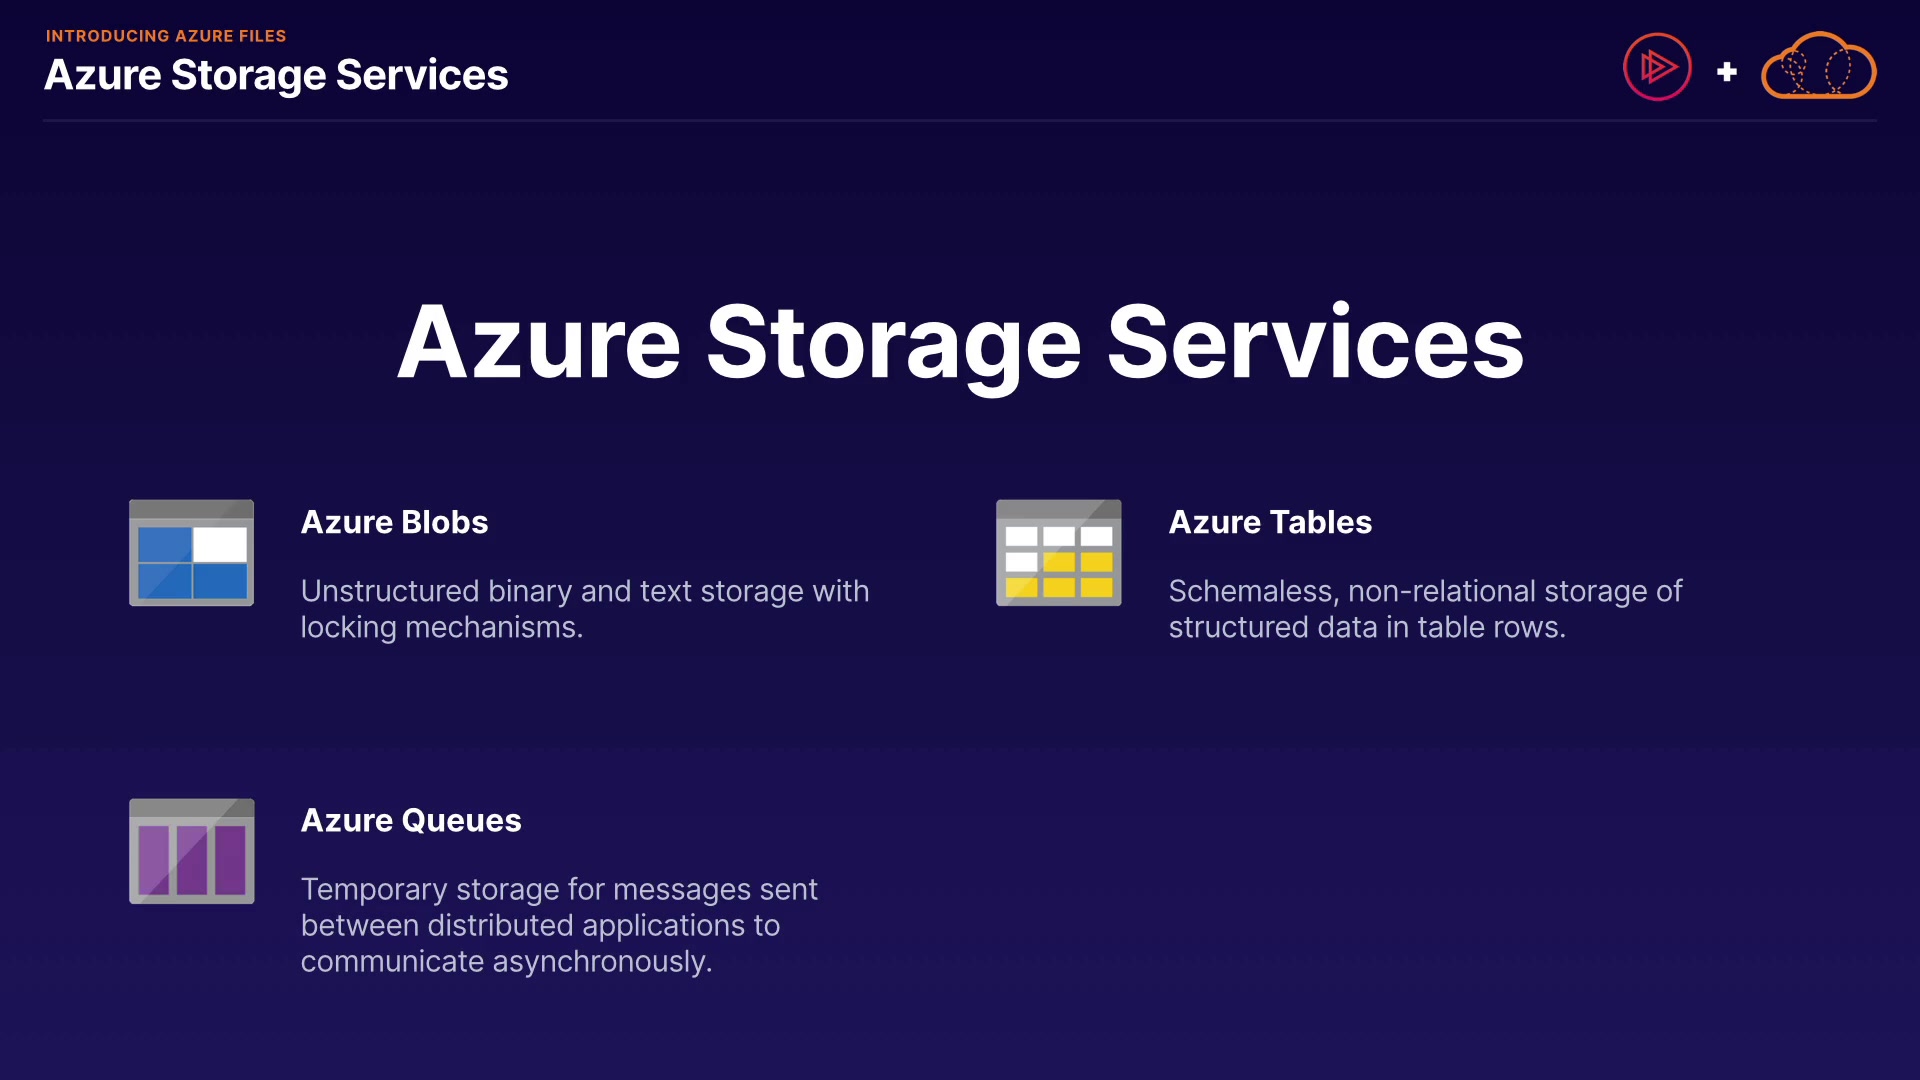 INTRODUCING AZURE FILES
Azure Storage Services
Azure Storage Services
Azure Blobs
Unstructured binary and text storage with
locking mechanisms.
Azure Tables
Schemaless, non-relational storage of
structured data in table rows.
Azure Queues
Temporary storage for messages sent
between distributed applications to
communicate asynchronously.